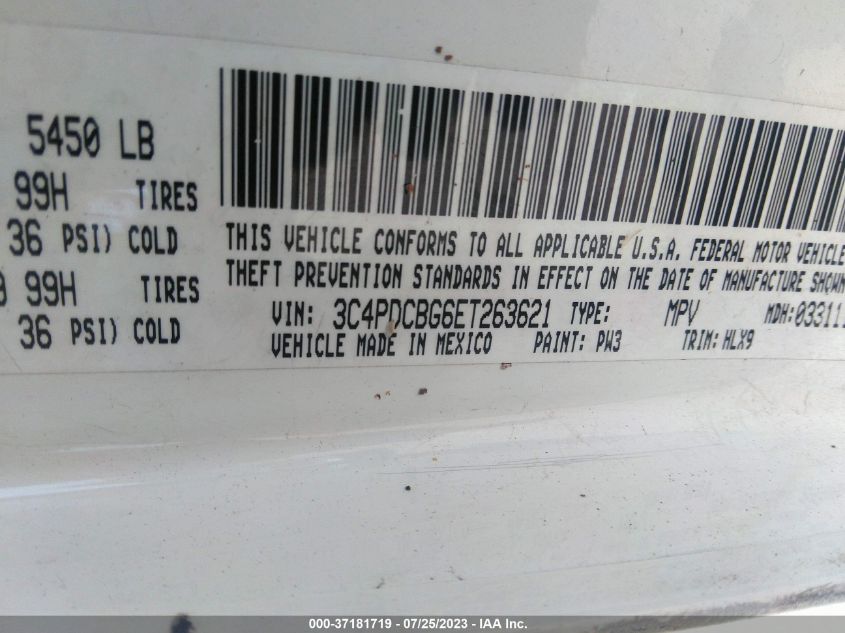 5450 LB
99H TIRES
36 PSI) COLD
99H TIRES
36 PSI) COLD
THIS VEHICLE CONFORMS TO ALL APPLICABLE U.S.A. FEDERAL MOTOR VEHICLE
THEFT PREVENTION STANDARDS IN EFFECT ON THE DATE OF MANUFACTURE SHOWN
VIN: 3C4PDCBG6ET263621 TYPE: MPV MDH:033111
VEHICLE MADE IN MEXICO PAINT: PW3 TRIM: HLX9
000-37181719 - 07/25/2023 - IAA Inc.